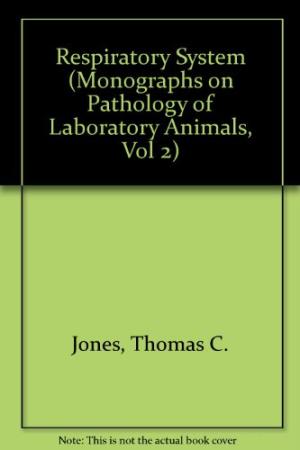 Respiratory System
(Monographs on
Pathology of
Laboratory Animals,
Vol 2)
Jones, Thomas C.
Note: This is not the actual book cover